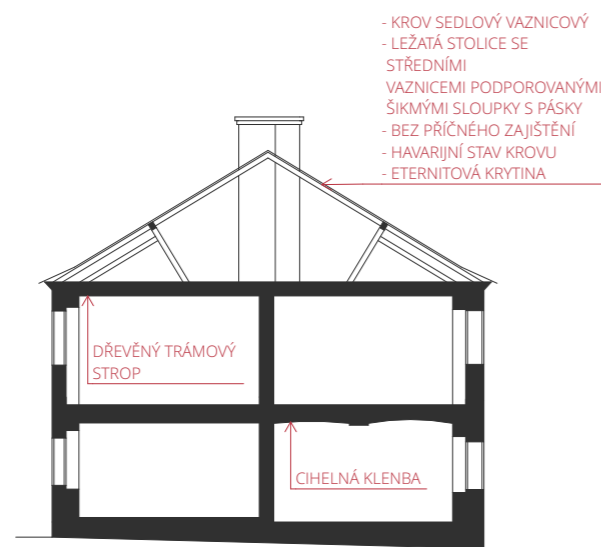 - KROV SEDLOVÝ VAZNICOVÝ
- LEŽATÁ STOLICE SE
STŘEDNÍMI
VAZNICEMI PODPOROVANÝMI
ŠIKMÝMI SLOUPKY S PÁSKY
- BEZ PŘÍČNÉHO ZAJIŠTĚNÍ
- HAVARIJNÍ STAV KROVU
- ETERNITOVÁ KRYTINA
DŘEVĚNÝ TRÁMOVÝ
STROP
CIHELNÁ KLENBA